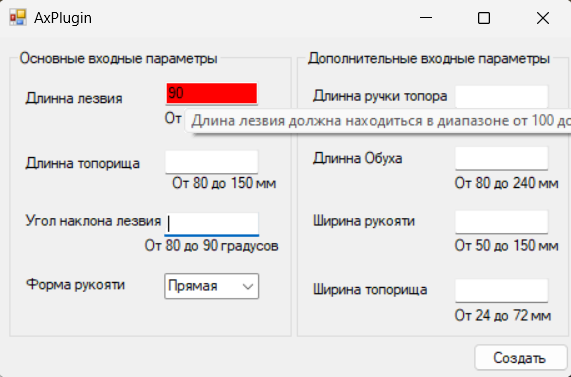 AxPlugin
Основные входные параметры
Длинна лезвия
90
От
Длина лезвия должна находиться в диапазоне от 100 до
Длинна топорища
От 80 до 150 мм
Угол наклона лезвия
От 80 до 90 градусов
Форма рукояти
Прямая
Дополнительные входные параметры
Длинна ручки топора
Длинна Обуха
От 80 до 240 мм
Ширина рукояти
От 50 до 150 мм
Ширина топорища
От 24 до 72 мм
Создать